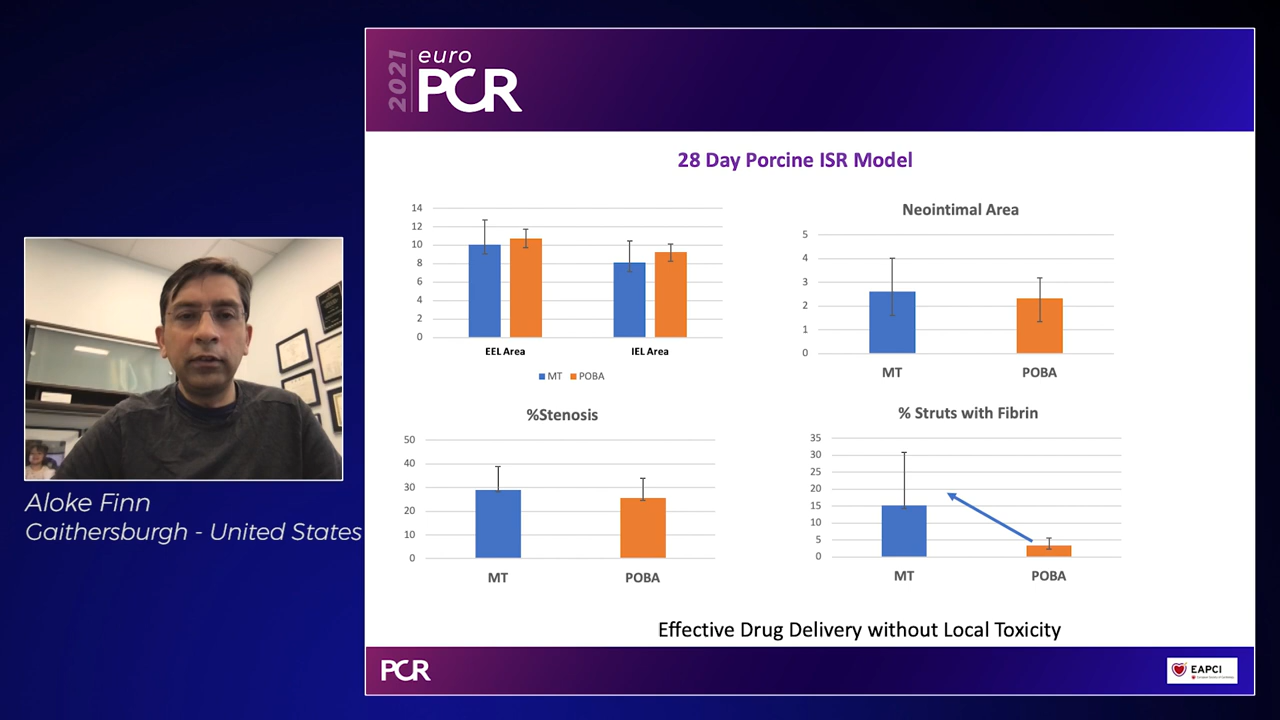 2021
euro
PCR
28 Day Porcine ISR Model
14
12
10
8
6
4
2
0
EEL Area
IEL Area
MT
POBA
Neointimal Area
5
4
3
2
1
0
MT
POBA
%Stenosis
50
40
30
20
10
0
MT
POBA
% Struts with Fibrin
35
30
25
20
15
10
5
0
MT
POBA
Effective Drug Delivery without Local Toxicity
Aloke Finn
Gaithersburgh - United States
PCR
EAPCI